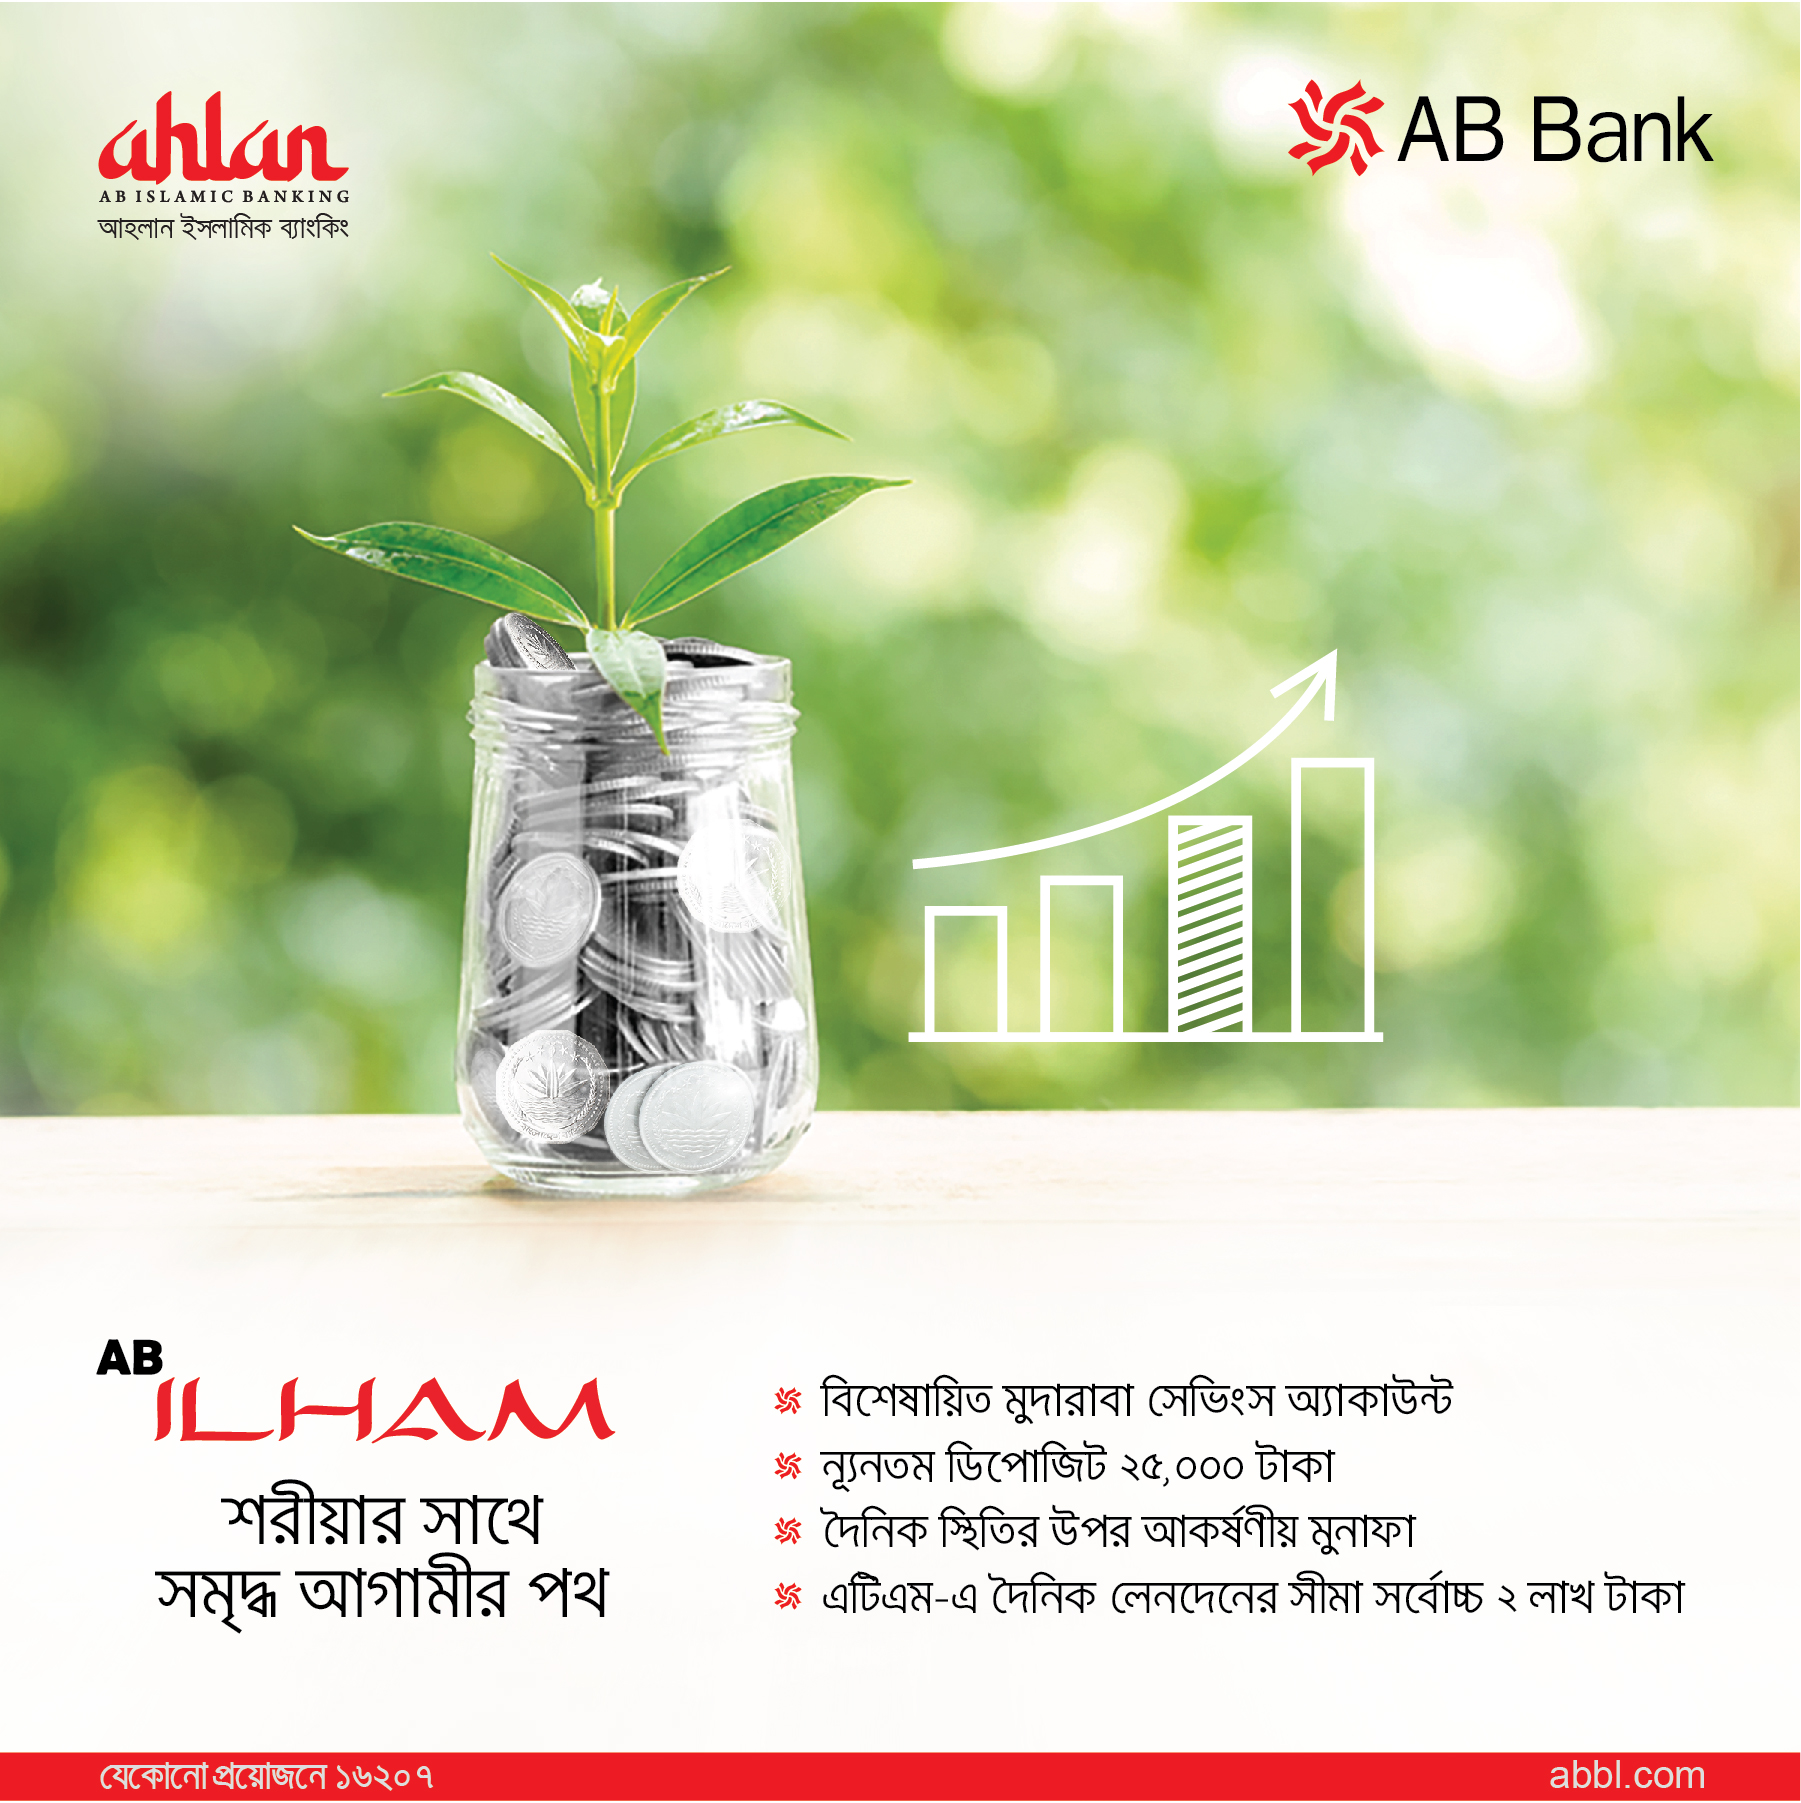 ahlan
AB ISLAMIC BANKING
আহলান ইসলামিক ব্যাংকিং
AB Bank
AB
ILHAM
শরীয়ার সাথে
সমৃদ্ধ আগামীর পথ
বিশেষায়িত মুদারাবা সেভিংস অ্যাকাউন্ট
ন্যূনতম ডিপোজিট ২৫,০০০ টাকা
দৈনিক স্থিতির উপর আকর্ষণীয় মুনাফা
এটিএম-এ দৈনিক লেনদেনের সীমা সর্বোচ্চ ২ লাখ টাকা
যেকোনো প্রয়োজনে ১৬২০৭
abbl.com